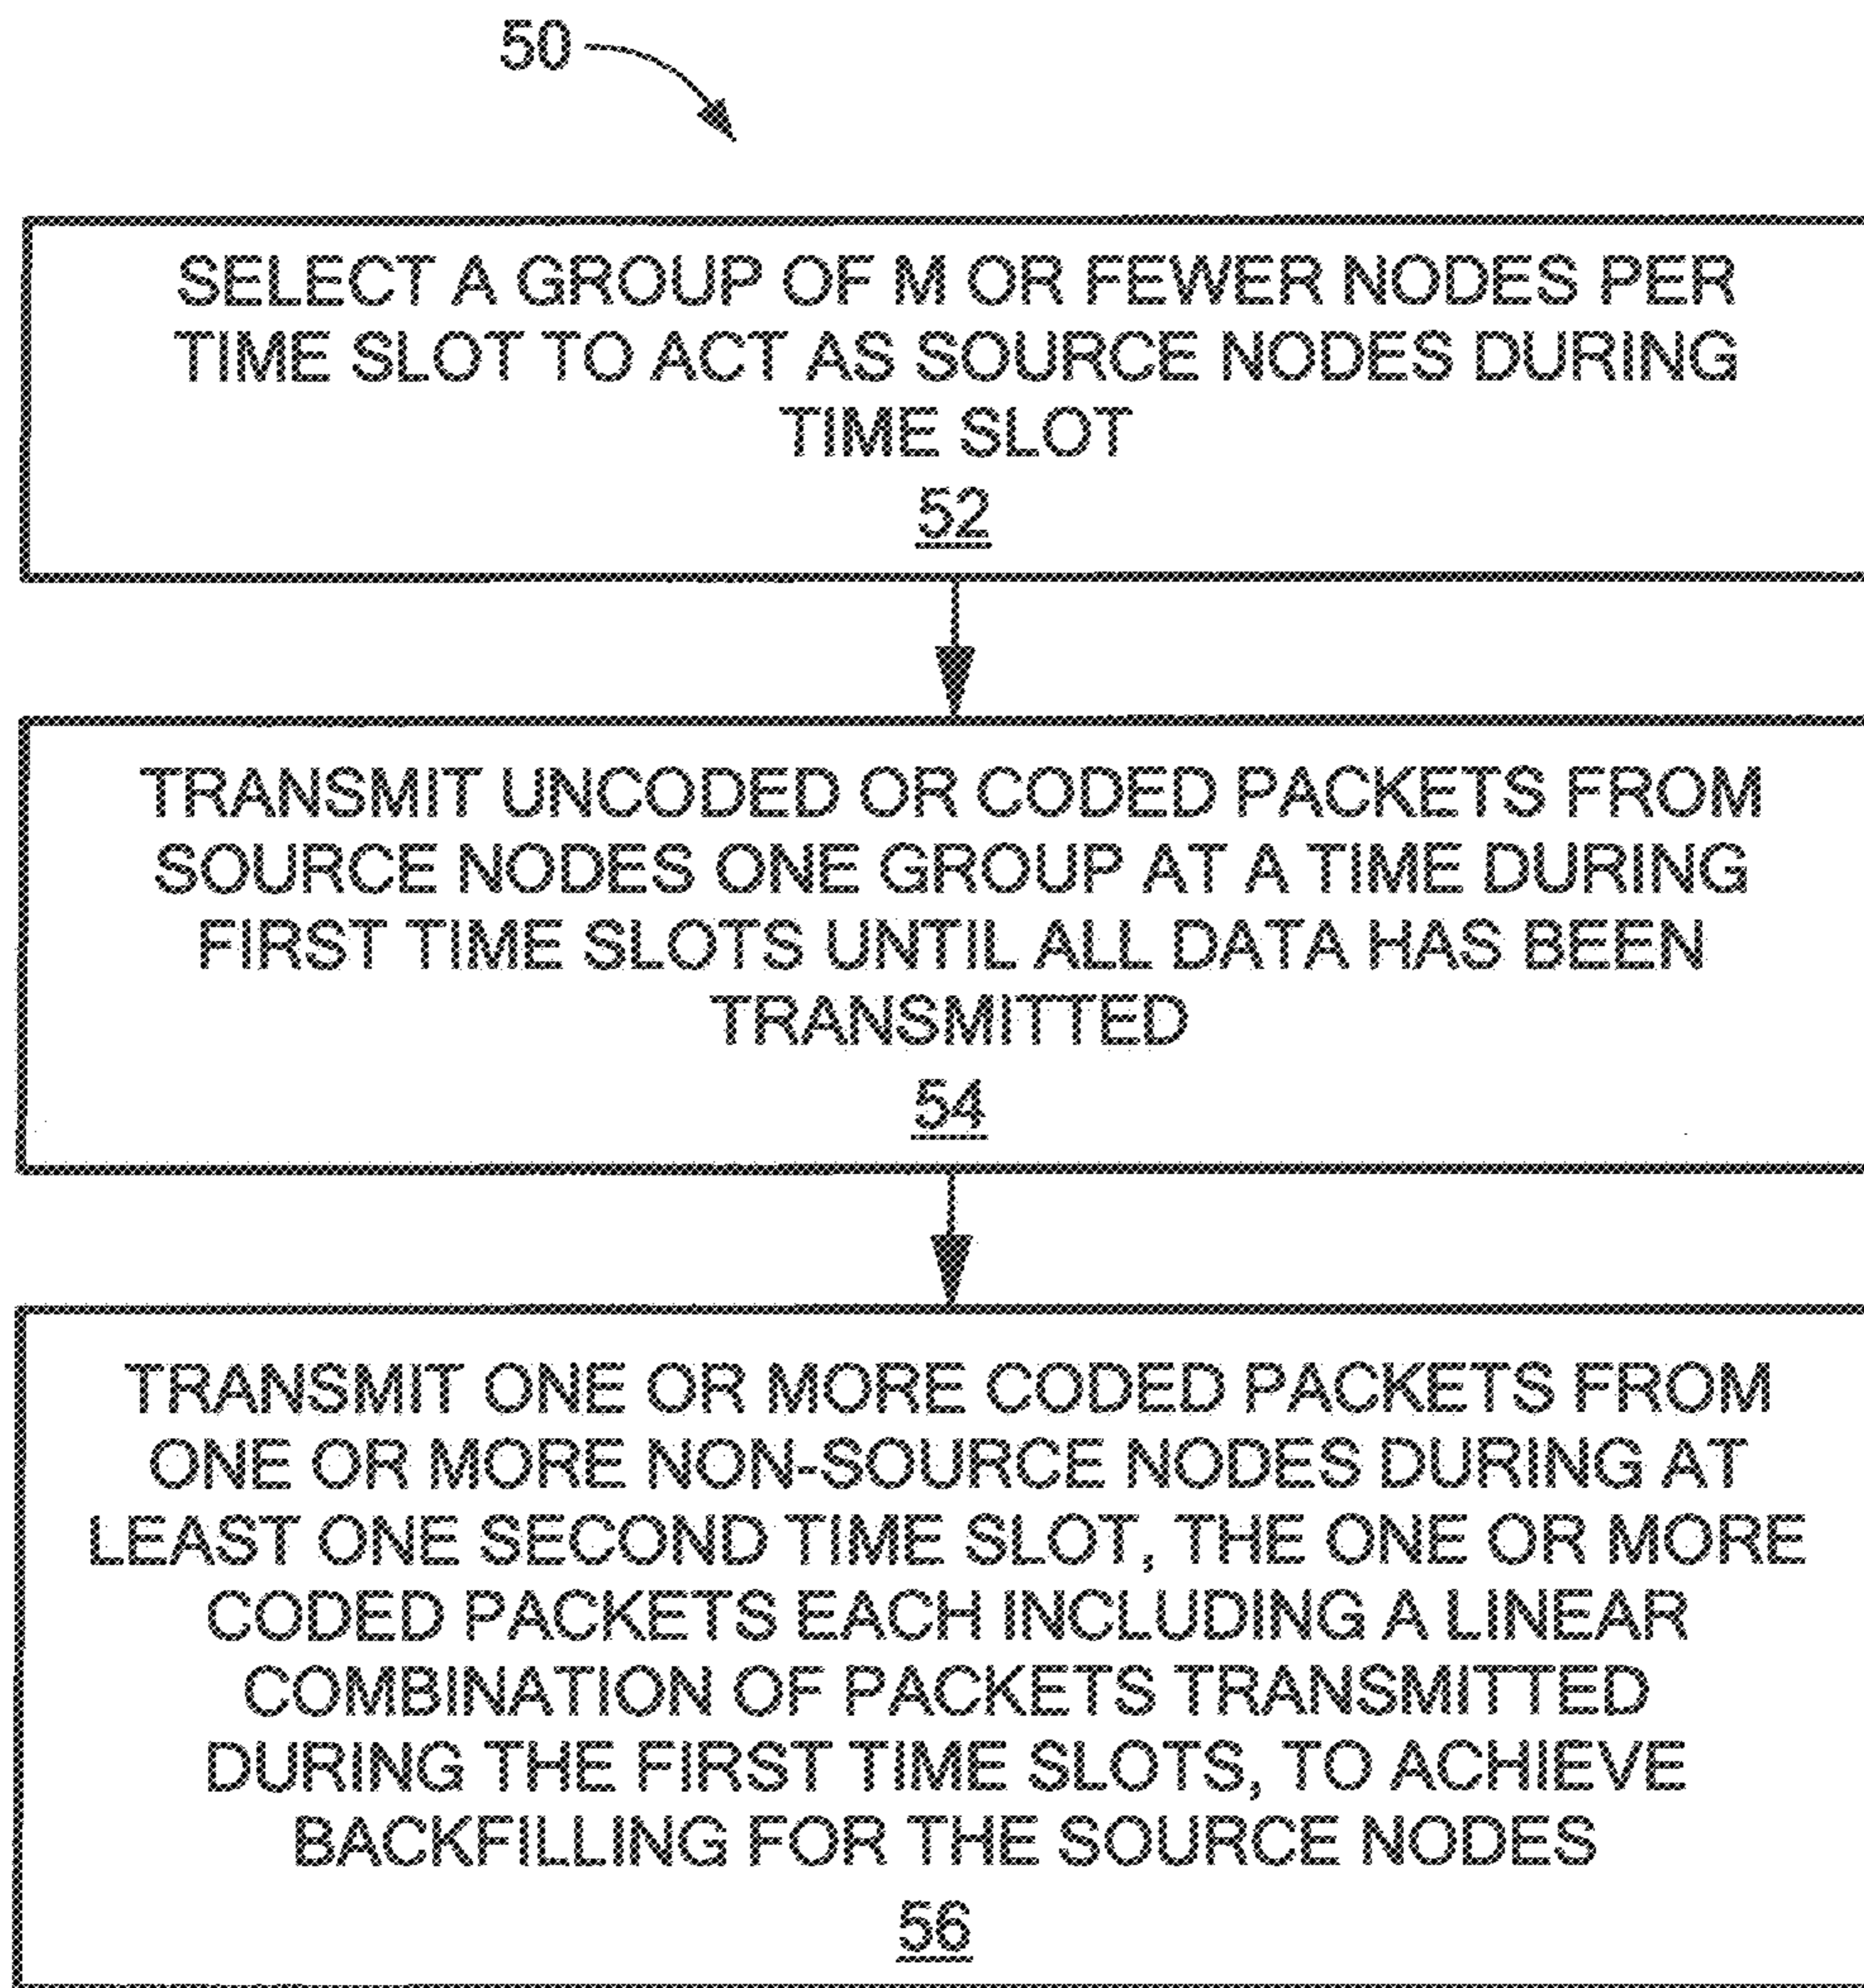 50
SELECT A GROUP OF M OR FEWER NODES PER
TIME SLOT TO ACT AS SOURCE NODES DURING
TIME SLOT
52
TRANSMIT UNCODED OR CODED PACKETS FROM
SOURCE NODES ONE GROUP AT A TIME DURING
FIRST TIME SLOTS UNTIL ALL DATA HAS BEEN
TRANSMITTED
54
TRANSMIT ONE OR MORE CODED PACKETS FROM
ONE OR MORE NON-SOURCE NODES DURING AT
LEAST ONE SECOND TIME SLOT, THE ONE OR MORE
CODED PACKETS EACH INCLUDING A LINEAR
COMBINATION OF PACKETS TRANSMITTED
DURING THE FIRST TIME SLOTS, TO ACHIEVE
BACKFILLING FOR THE SOURCE NODES
56